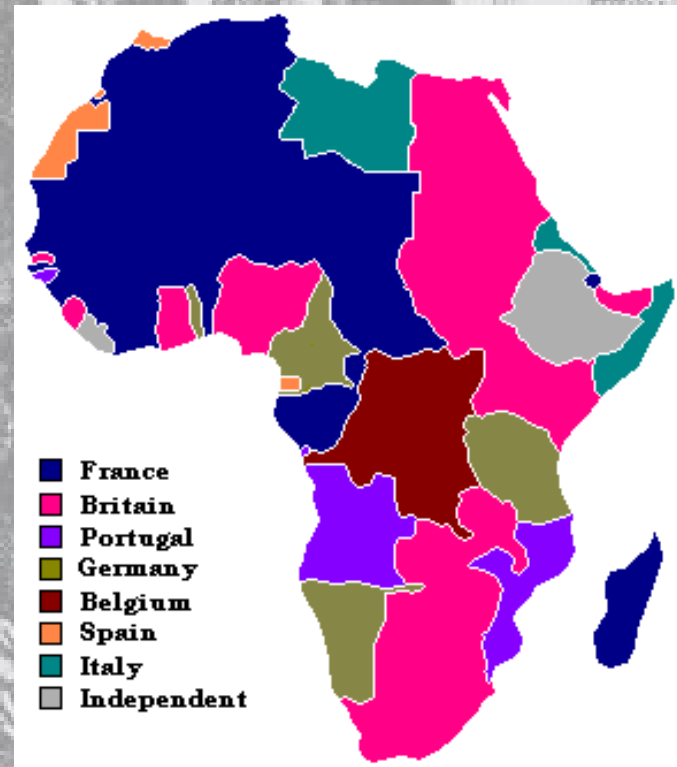 France
Britain
Portugal
Germany
Belgium
Spain
Italy
Independent